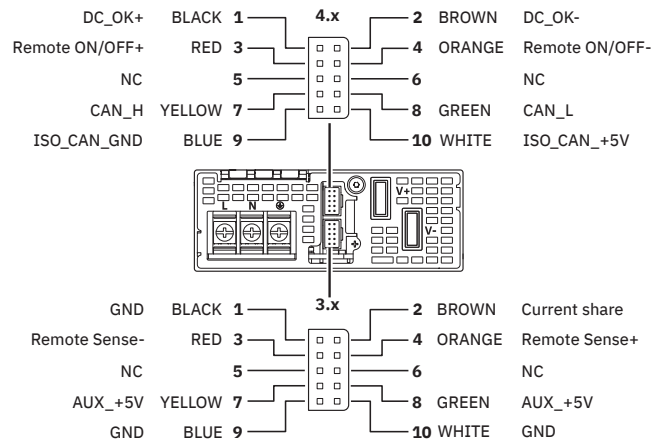 DC_OK+ BLACK 1 4.x 2 BROWN DC_OK-
Remote ON/OFF+ RED 3 4 ORANGE Remote ON/OFF-
NC 5 6 NC
CAN_H YELLOW 7 8 GREEN CAN_L
ISO_CAN_GND BLUE 9 10 WHITE ISO_CAN_+5V
L N V+
V-
GND BLACK 1 3.x 2 BROWN Current share
Remote Sense- RED 3 4 ORANGE Remote Sense+
NC 5 6 NC
AUX_+5V YELLOW 7 8 GREEN AUX_+5V
GND BLUE 9 10 WHITE GND